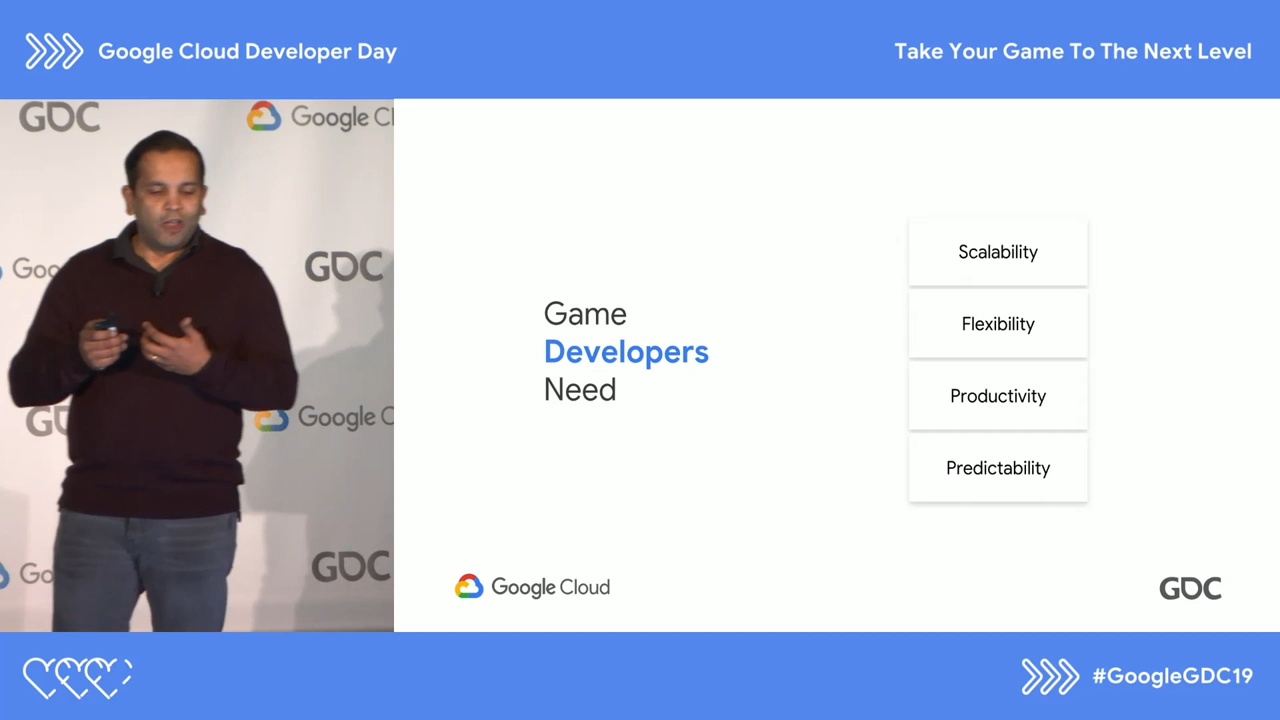 Google Cloud Developer Day
Take Your Game To The Next Level
GDC
Google Cl
Goo
GDC
GD
Google C
Go
GDC
Game
Developers
Need
Scalability
Flexibility
Productivity
Predictability
Google Cloud
GDC
#GoogleGDC19